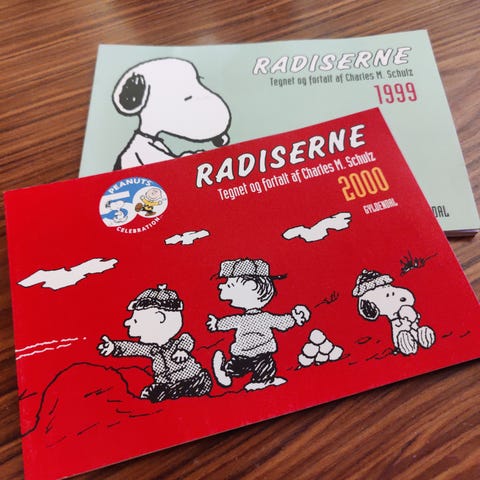 RADISERNE
Tegnet og fortalt af Charles M. Schulz
1999
RADISERNE
Tegnet og fortalt af Charles M. Schulz
2000
GYLDENDAL
PEANUTS
50
CELEBRATION